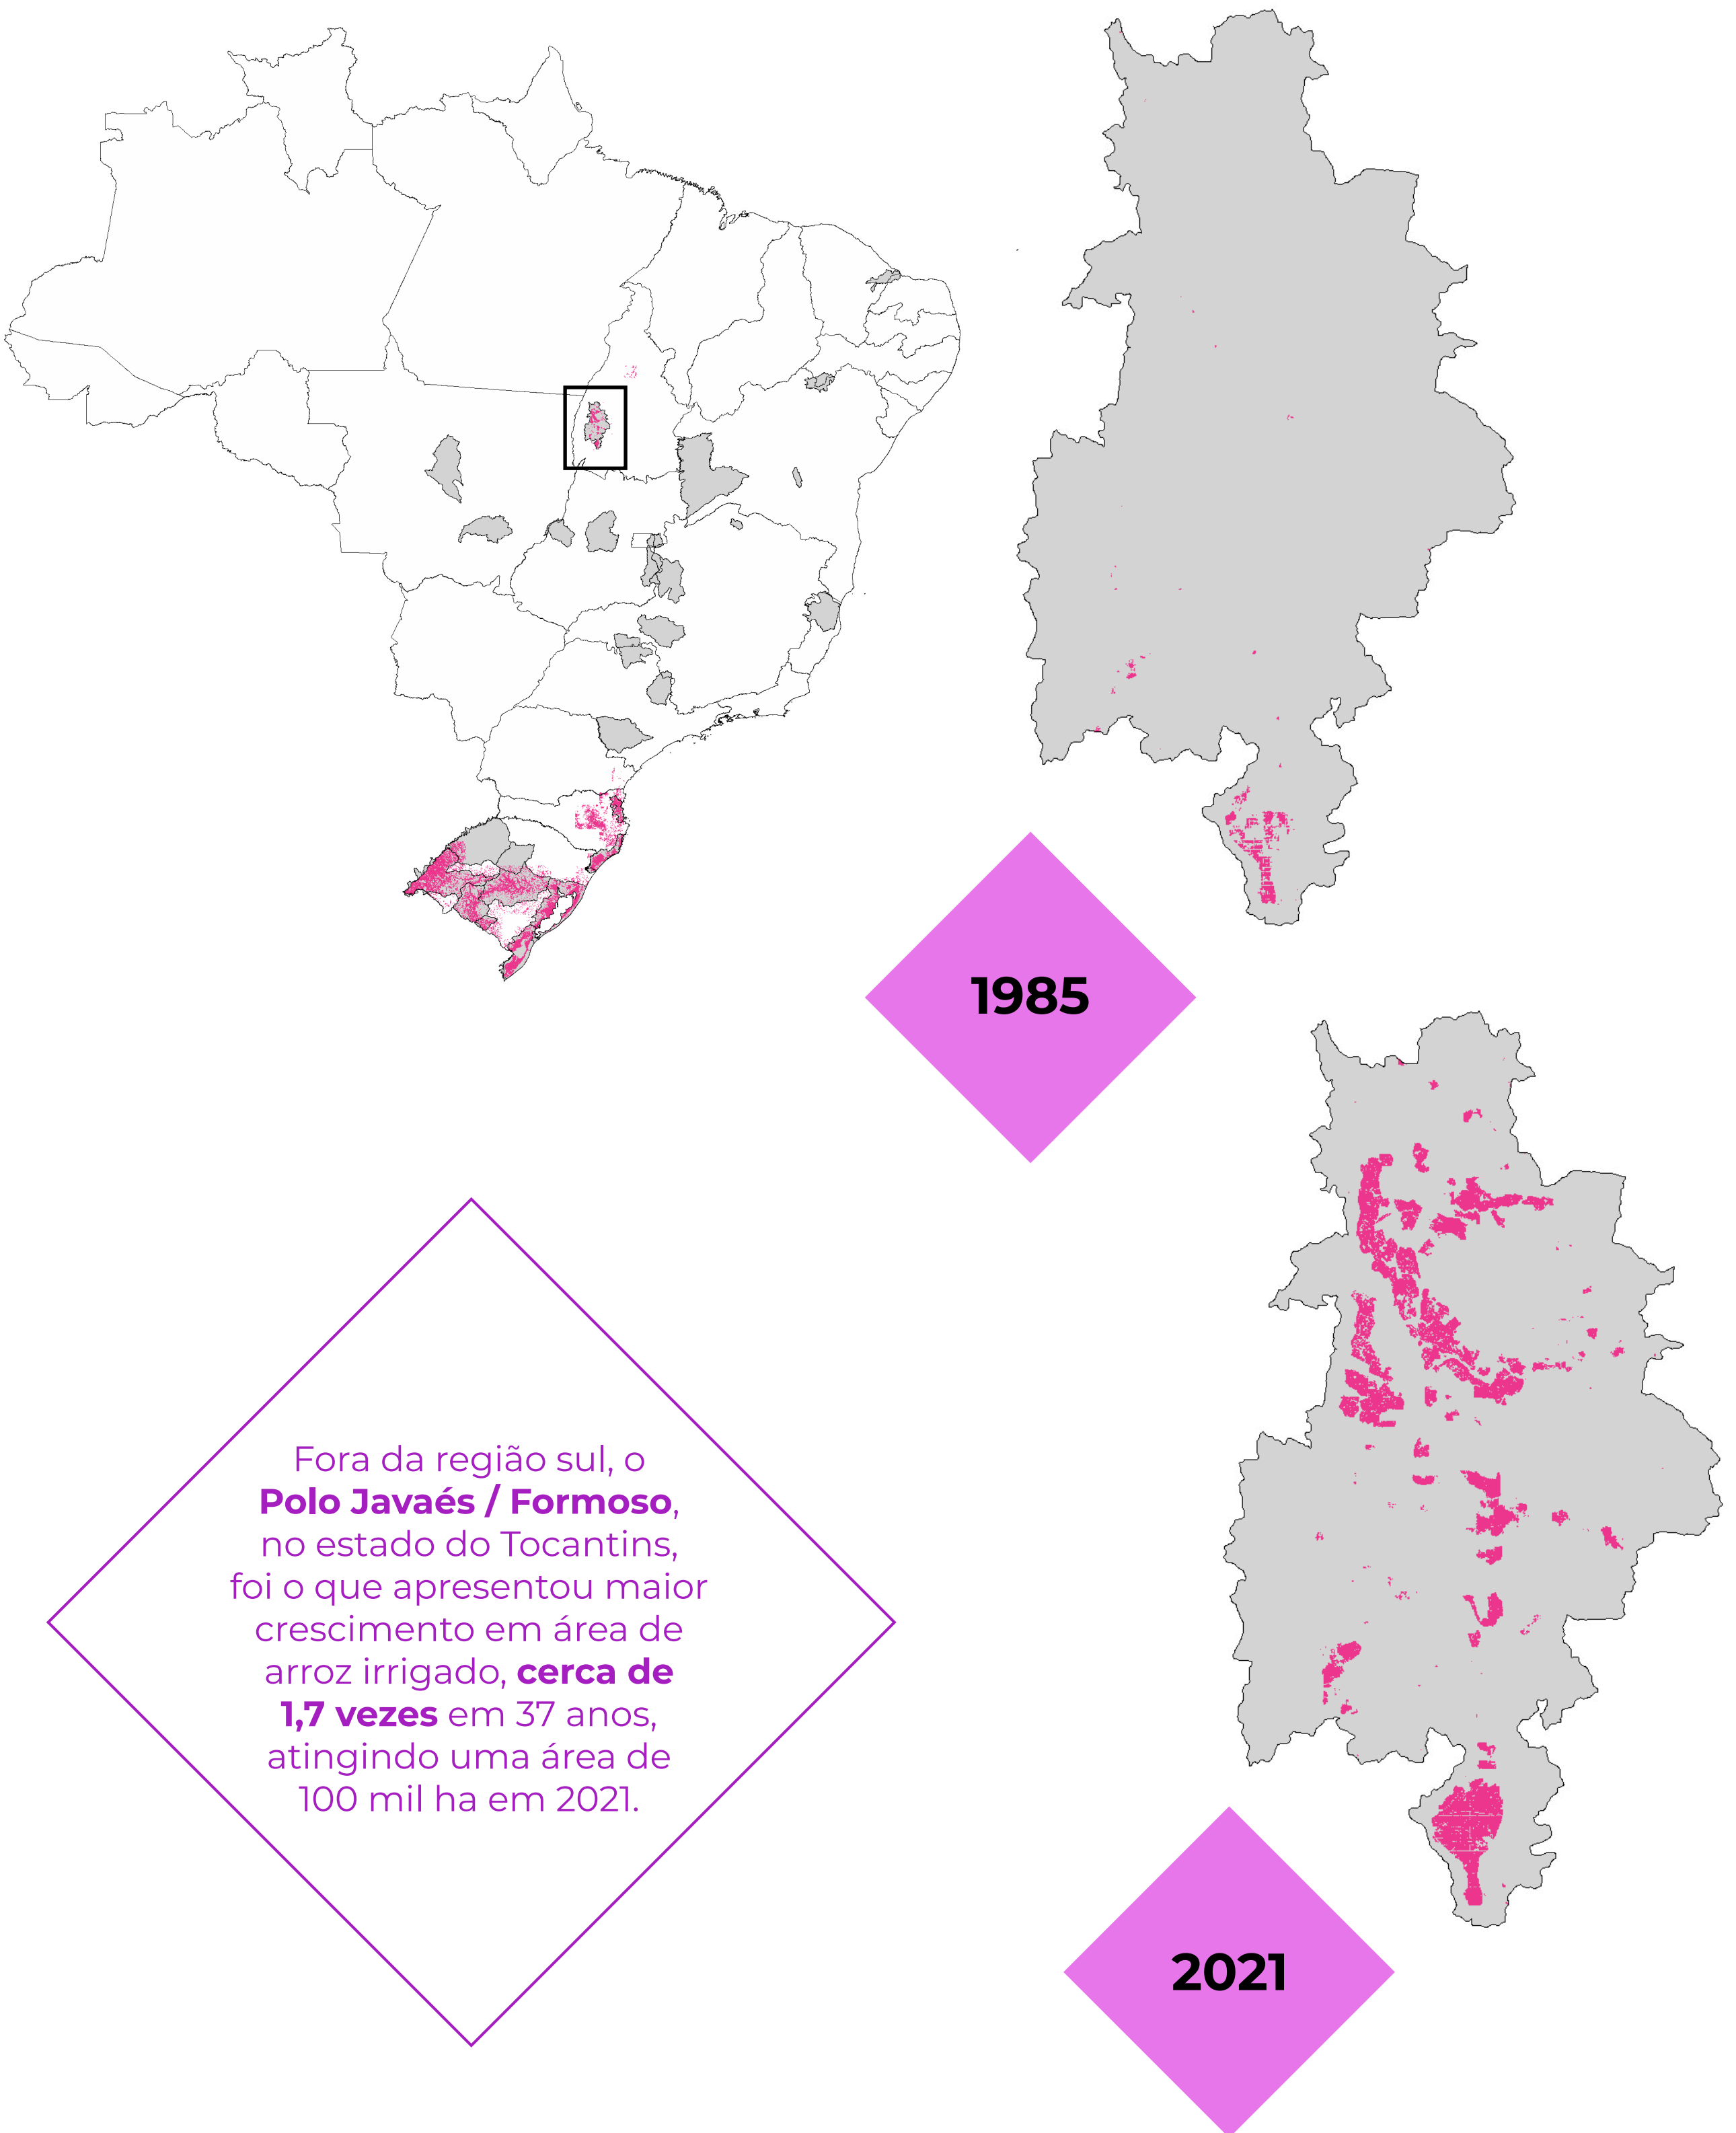 1985
Fora da região sul, o
Polo Javaés / Formoso,
no estado do Tocantins,
foi o que apresentou maior
crescimento em área de
arroz irrigado, cerca de
1,7 vezes em 37 anos,
atingindo uma área de
100 mil ha em 2021.
2021